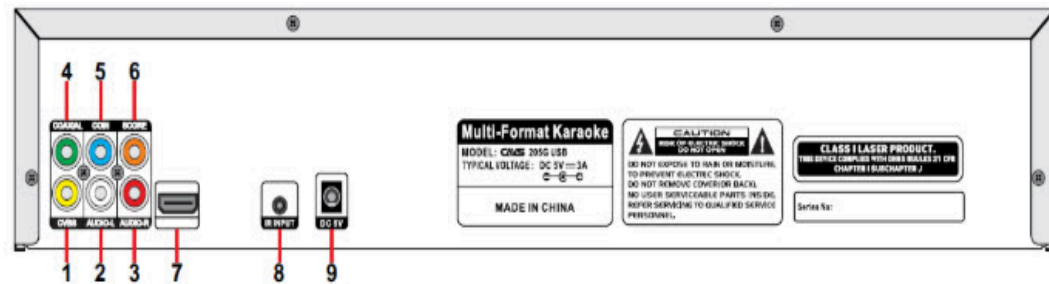 4 5 6
COAXIAL COIN SCORE
CVBS AUDIO-L AUDIO-R
IR INPUT
DC 5V
1 2 3 7 8 9
Multi-Format Karaoke
MODEL: CAVS 205G USB
TYPICAL VOLTAGE: DC 5V 3A
MADE IN CHINA
CAUTION
RISK OF ELECTRIC SHOCK
DO NOT OPEN
DO NOT EXPOSE TO RAIN OR MOISTURE,
TO PREVENT ELECTRIC SHOCK.
DO NOT REMOVE COVER(OR BACK).
NO USER SERVICEABLE PARTS INSIDE,
REFER SERVICING TO QUALIFIED SERVICE
PERSONNEL.
CLASS I LASER PRODUCT.
THIS DEVICE COMPLIES WITH DHHS RULES 21 CFR
CHAPTER I SUBCHAPTER J
Series No: